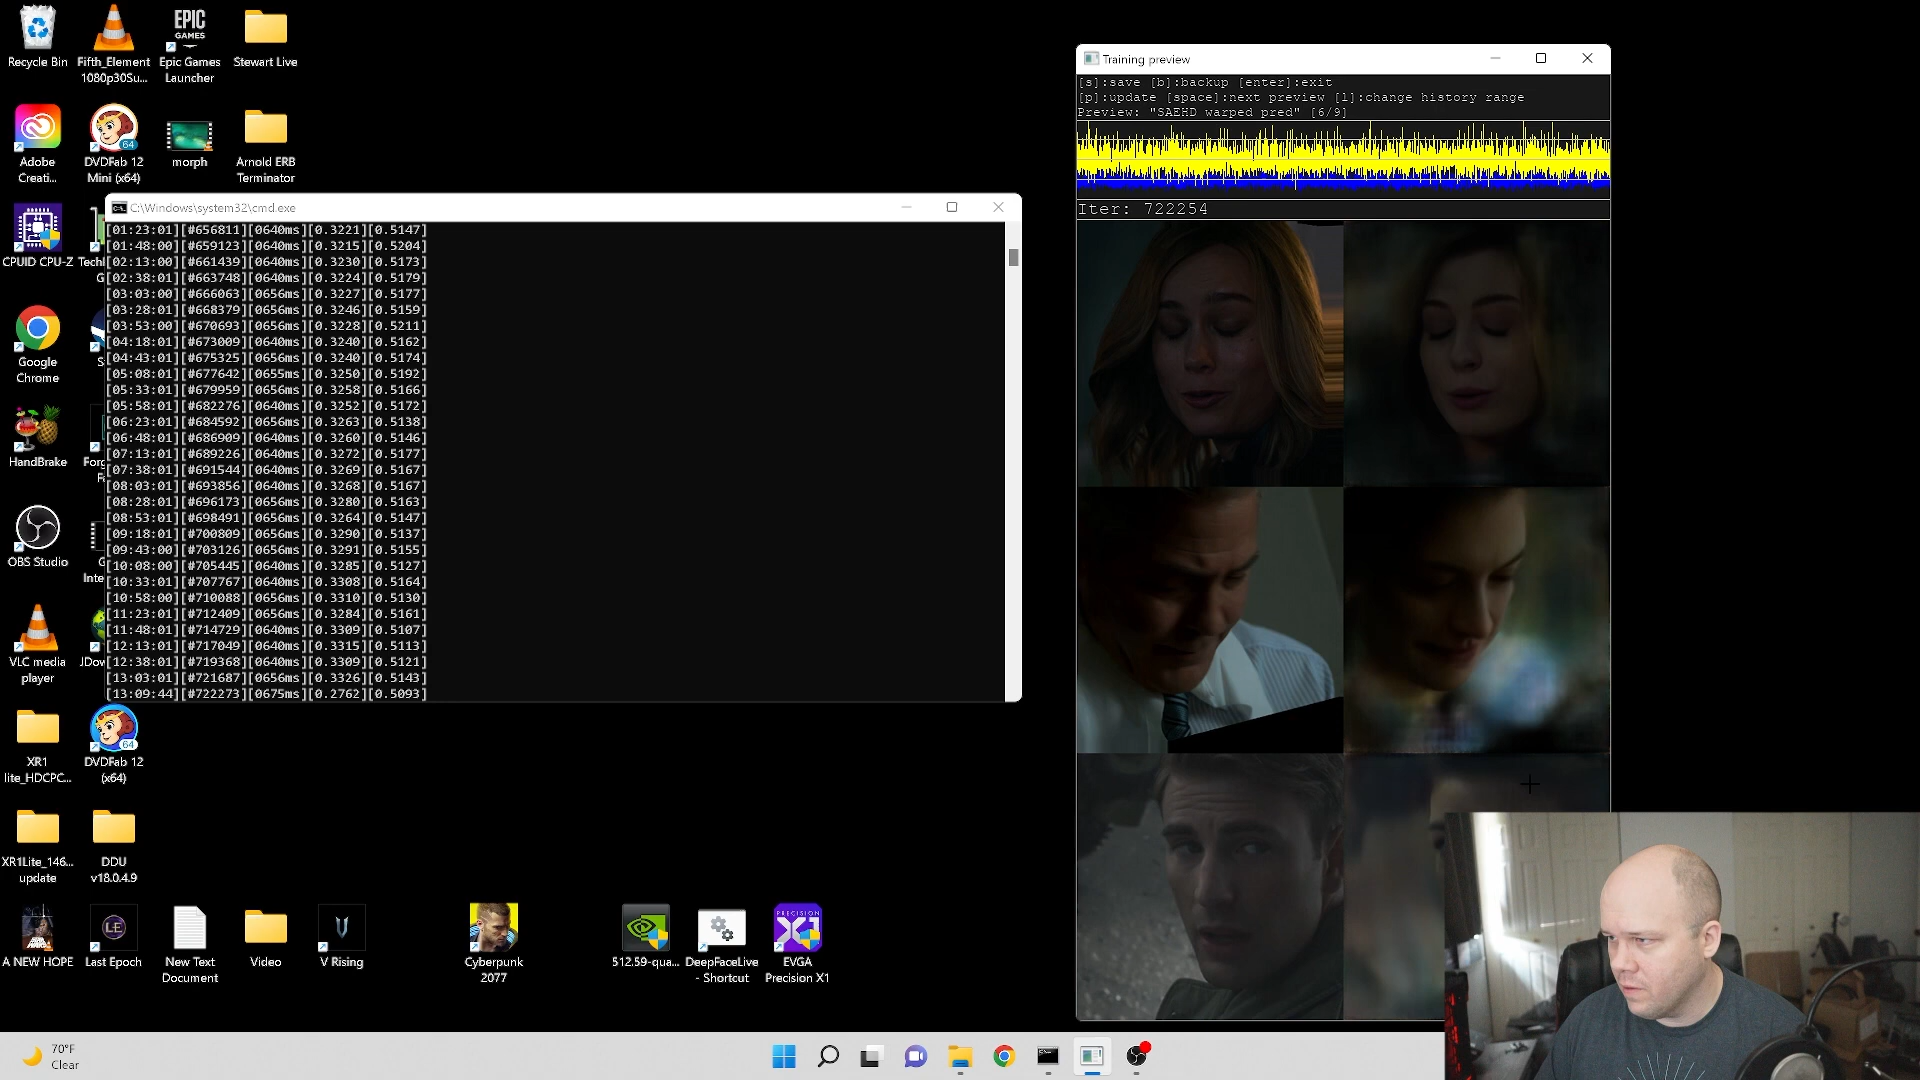 Recycle Bin
Fifth_Element
1080p30Su...
EPIC
GAMES
Epic Games
Launcher
Stewart Live
Adobe
Creati...
64
DVDFab 12
Mini (x64)
morph
Arnold ERB
Terminator
CPUID CPU-Z
Google
Chrome
HandBrake
OBS Studio
VLC media
player
XR1
lite_HDCPC...
64
DVDFab 12
(x64)
XR1Lite_146...
update
DDU
v18.0.4.9
A NEW HOPE
LE
Last Epoch
New Text
Document
Video
V Rising
Cyberpunk
2077
512.59-qua...
DeepFaceLive
- Shortcut
PRECISION
X1
EVGA
Precision X1
C:\Windows\system32\cmd.exe
[01:23:01][#656811][0640ms][0.3221][0.5147]
[01:48:00][#659123][0640ms][0.3215][0.5204]
[02:13:00][#661439][0640ms][0.3230][0.5173]
[02:38:01][#663748][0640ms][0.3224][0.5179]
[03:03:00][#666063][0656ms][0.3227][0.5177]
[03:28:01][#668379][0656ms][0.3246][0.5159]
[03:53:00][#670693][0656ms][0.3228][0.5211]
[04:18:01][#673009][0640ms][0.3240][0.5162]
[04:43:01][#675325][0656ms][0.3240][0.5174]
[05:08:01][#677642][0655ms][0.3250][0.5192]
[05:33:01][#679959][0656ms][0.3258][0.5166]
[05:58:01][#682276][0640ms][0.3252][0.5172]
[06:23:01][#684592][0656ms][0.3263][0.5138]
[06:48:01][#686909][0640ms][0.3260][0.5146]
[07:13:01][#689226][0640ms][0.3272][0.5177]
[07:38:01][#691544][0640ms][0.3269][0.5167]
[08:03:01][#693856][0640ms][0.3268][0.5167]
[08:28:01][#696173][0656ms][0.3280][0.5163]
[08:53:01][#698491][0656ms][0.3264][0.5147]
[09:18:01][#700809][0656ms][0.3290][0.5137]
[09:43:00][#703126][0656ms][0.3291][0.5155]
[10:08:00][#705445][0640ms][0.3285][0.5127]
[10:33:01][#707767][0640ms][0.3308][0.5164]
[10:58:00][#710088][0656ms][0.3310][0.5130]
[11:23:01][#712409][0656ms][0.3284][0.5161]
[11:48:01][#714729][0640ms][0.3309][0.5107]
[12:13:01][#717049][0640ms][0.3315][0.5113]
[12:38:01][#719368][0640ms][0.3309][0.5121]
[13:03:01][#721687][0656ms][0.3326][0.5143]
[13:09:44][#722273][0675ms][0.2762][0.5093]
Training preview
[s]:save [b]:backup [enter]:exit
[p]:update [space]:next preview [l]:change history range
Preview: "SAEHD warped pred" [6/9]
Iter: 722254
70°F
Clear